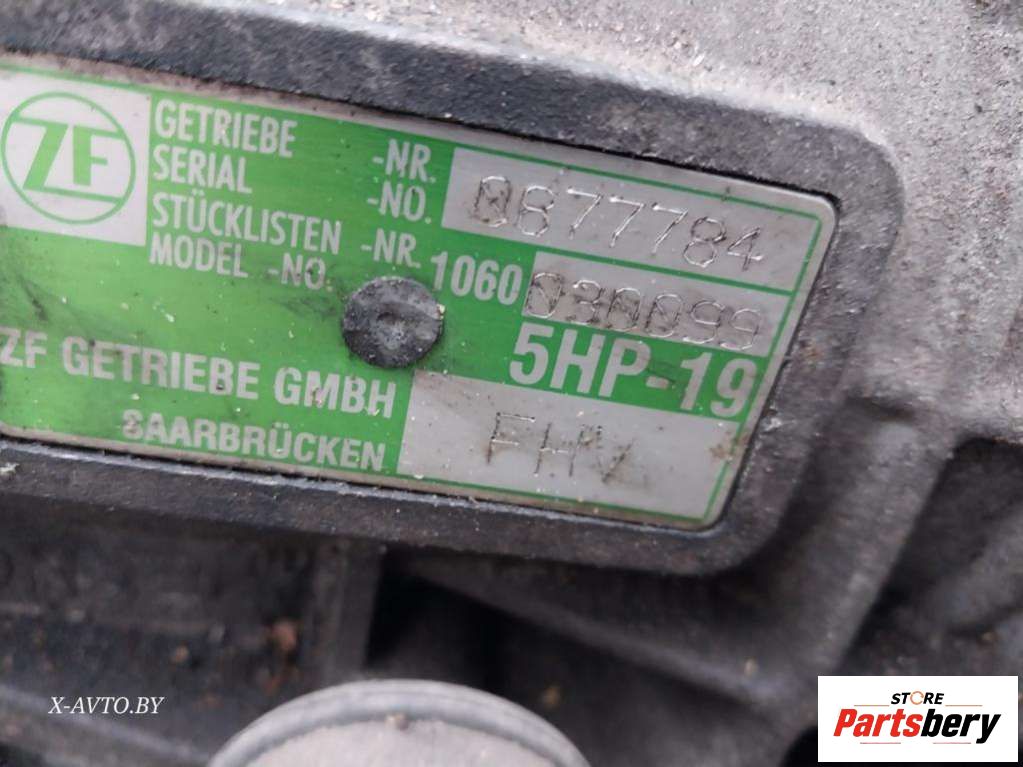 ZF
GETRIEBE -NR.
SERIAL -NO. 0877784
STÜCKLISTEN -NR.
MODEL -NO. 1060 030099
5HP-19
ZF GETRIEBE GMBH
SAARBRÜCKEN
FHV
X-AVTO.BY
STORE
Partsbery